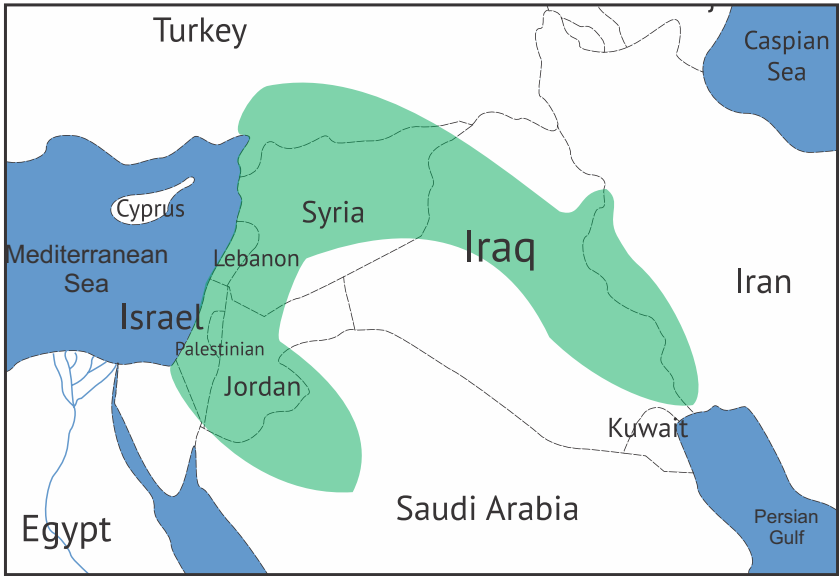 Turkey
Caspian
Sea
Cyprus
Syria
Mediterranean
Sea
Lebanon
Iraq
Iran
Israel
Palestinian
Jordan
Kuwait
Saudi Arabia
Egypt
Persian
Gulf